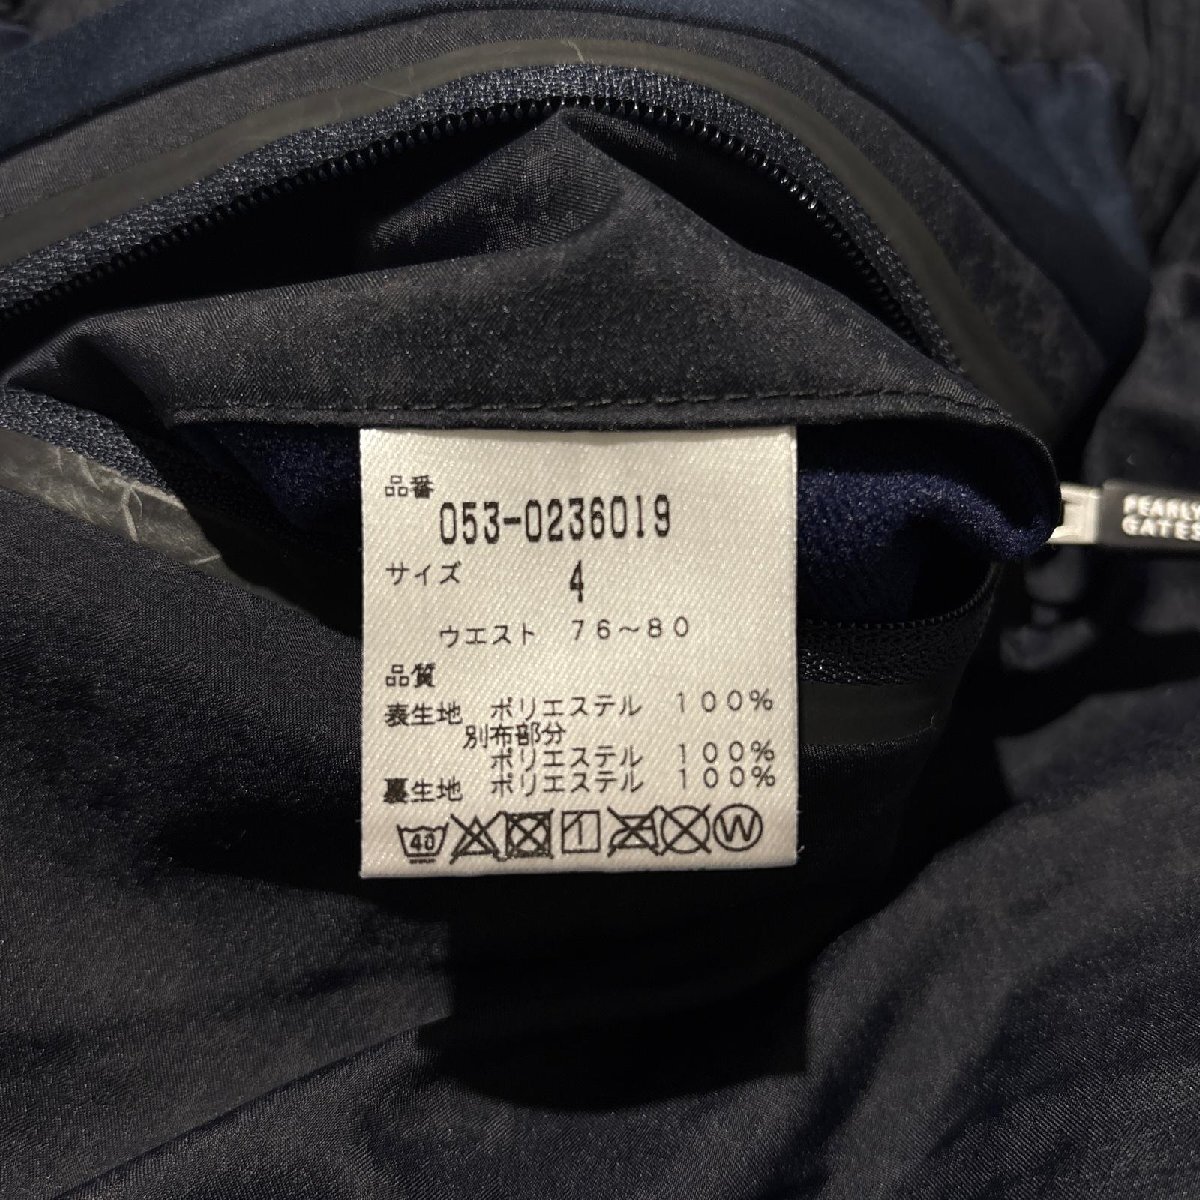 品番
053-0236019
サイズ 4
ウエスト 76～80
品質
表生地 ポリエステル 100%
別布部分
ポリエステル 100%
裏生地 ポリエステル 100%
40 1 W
PEARLY
GATES